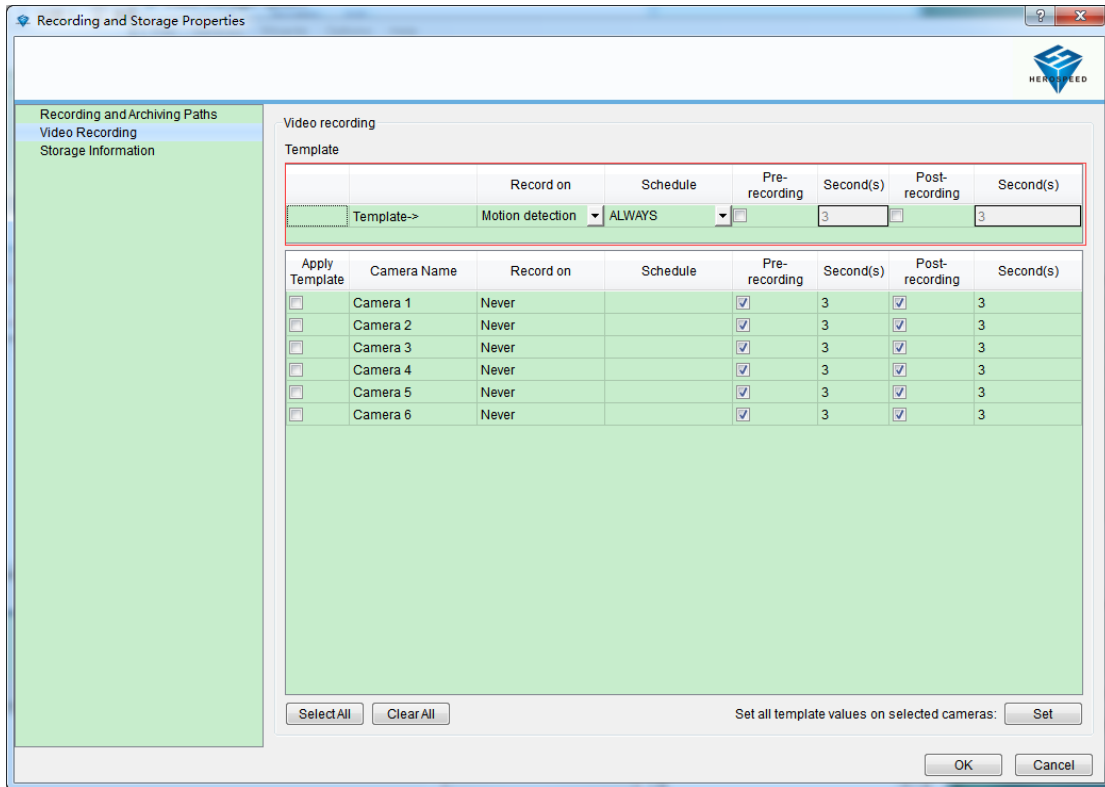 Recording and Storage Properties
HEROSPEED
Recording and Archiving Paths
Video Recording
Storage Information
Video recording
Template
Record on Schedule Pre-recording Second(s) Post-recording Second(s)
Template-> Motion detection ALWAYS 3 3
Apply Template Camera Name Record on Schedule Pre-recording Second(s) Post-recording Second(s)
Camera 1 Never 3 3
Camera 2 Never 3 3
Camera 3 Never 3 3
Camera 4 Never 3 3
Camera 5 Never 3 3
Camera 6 Never 3 3
Select All Clear All Set all template values on selected cameras: Set
OK Cancel